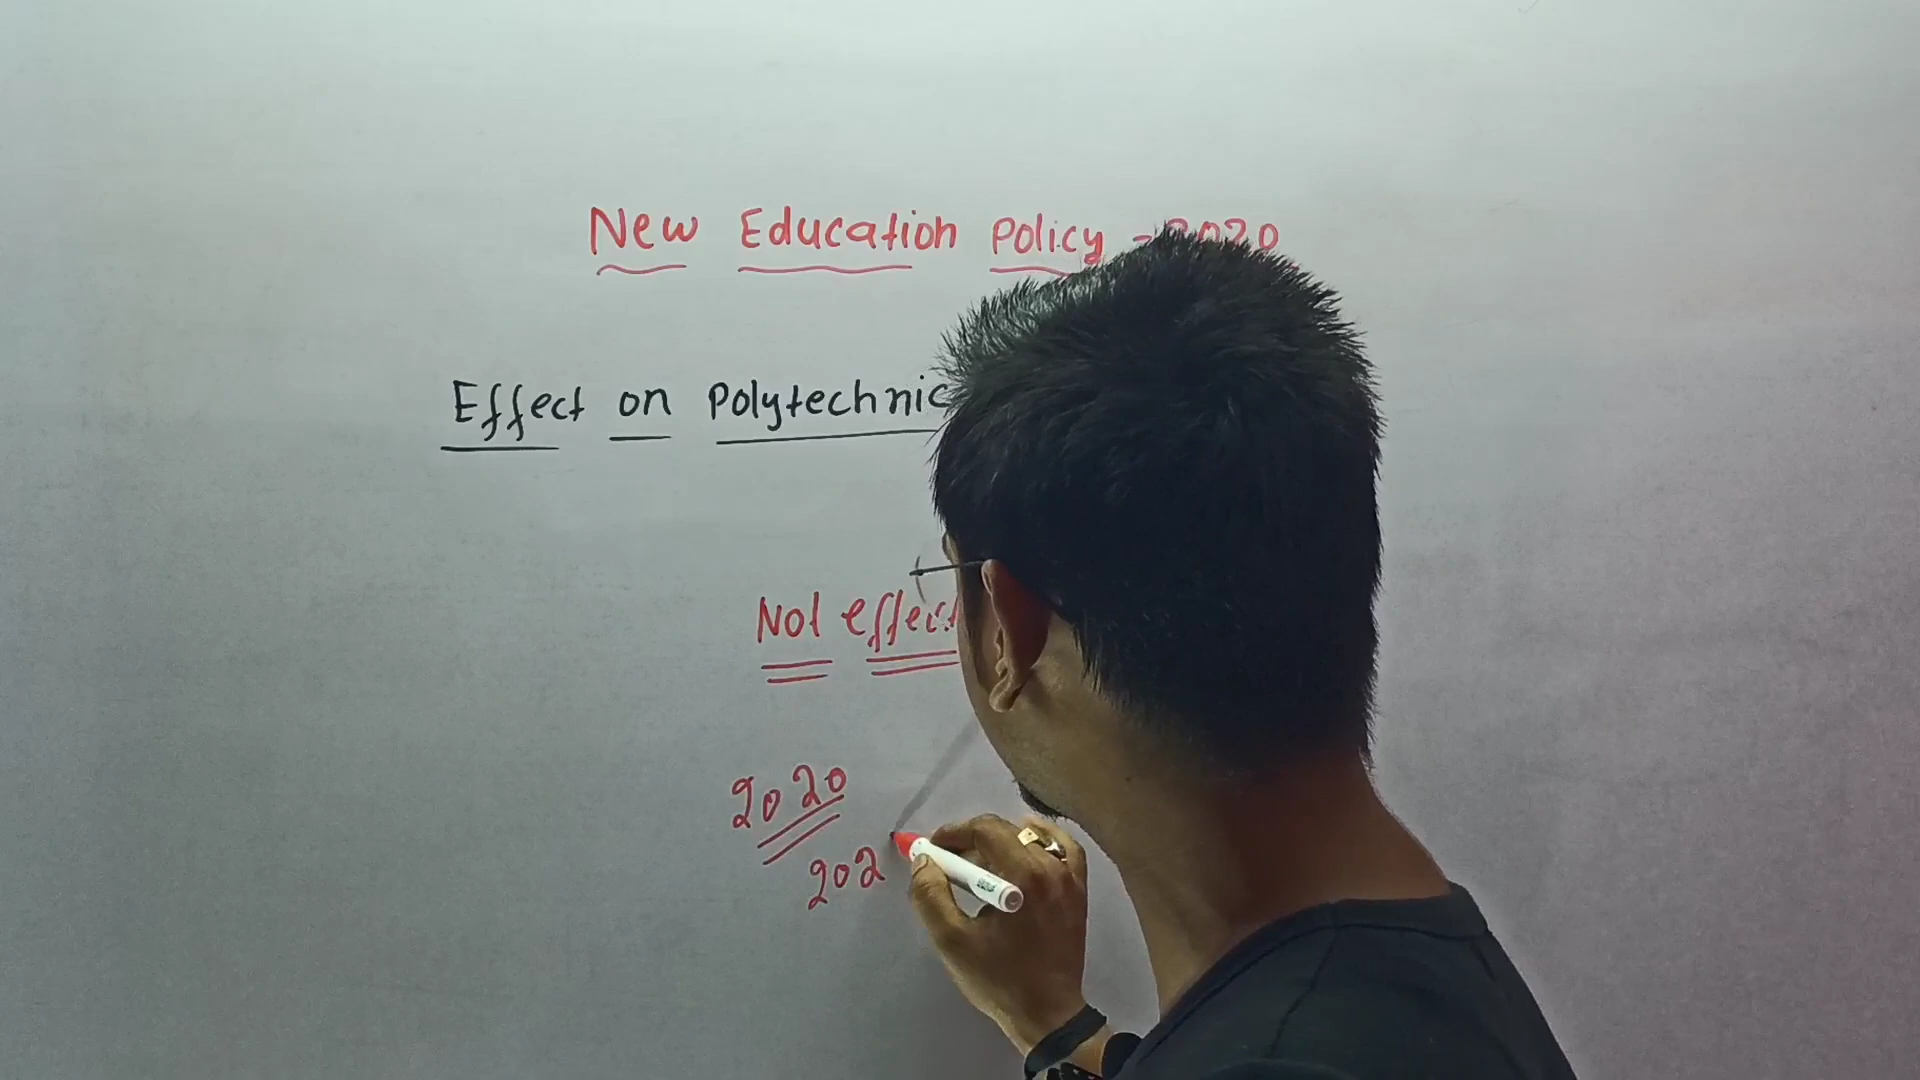 New Education Policy - 2020
Effect on Polytechnic
Not effect
2020
202